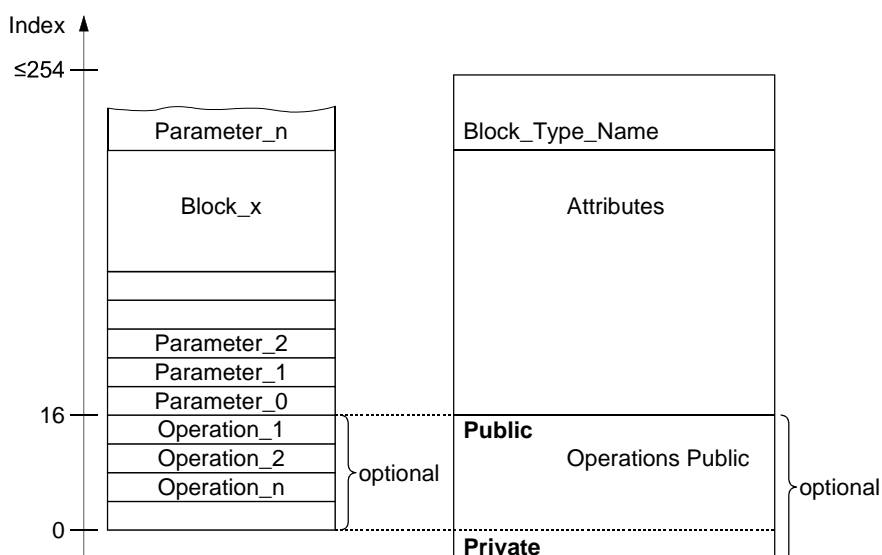 Index
≤254
Parameter_n
Block_Type_Name
Block_x
Attributes
Parameter_2
Parameter_1
Parameter_0
16
Operation_1
Public
Operation_2
Operations Public
optional
optional
Operation_n
0
Private